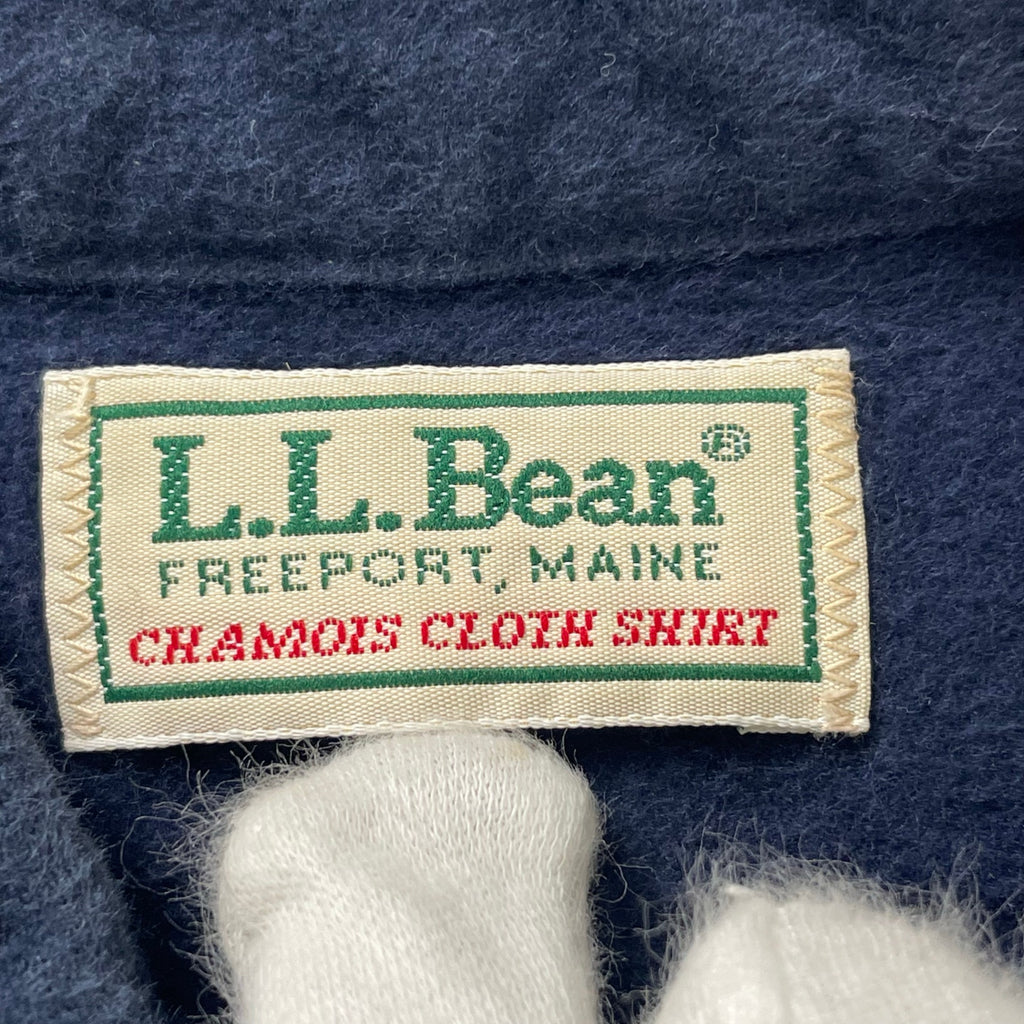 L.L.Bean®
FREEPORT, MAINE
CHAMOIS CLOTH SHIRT